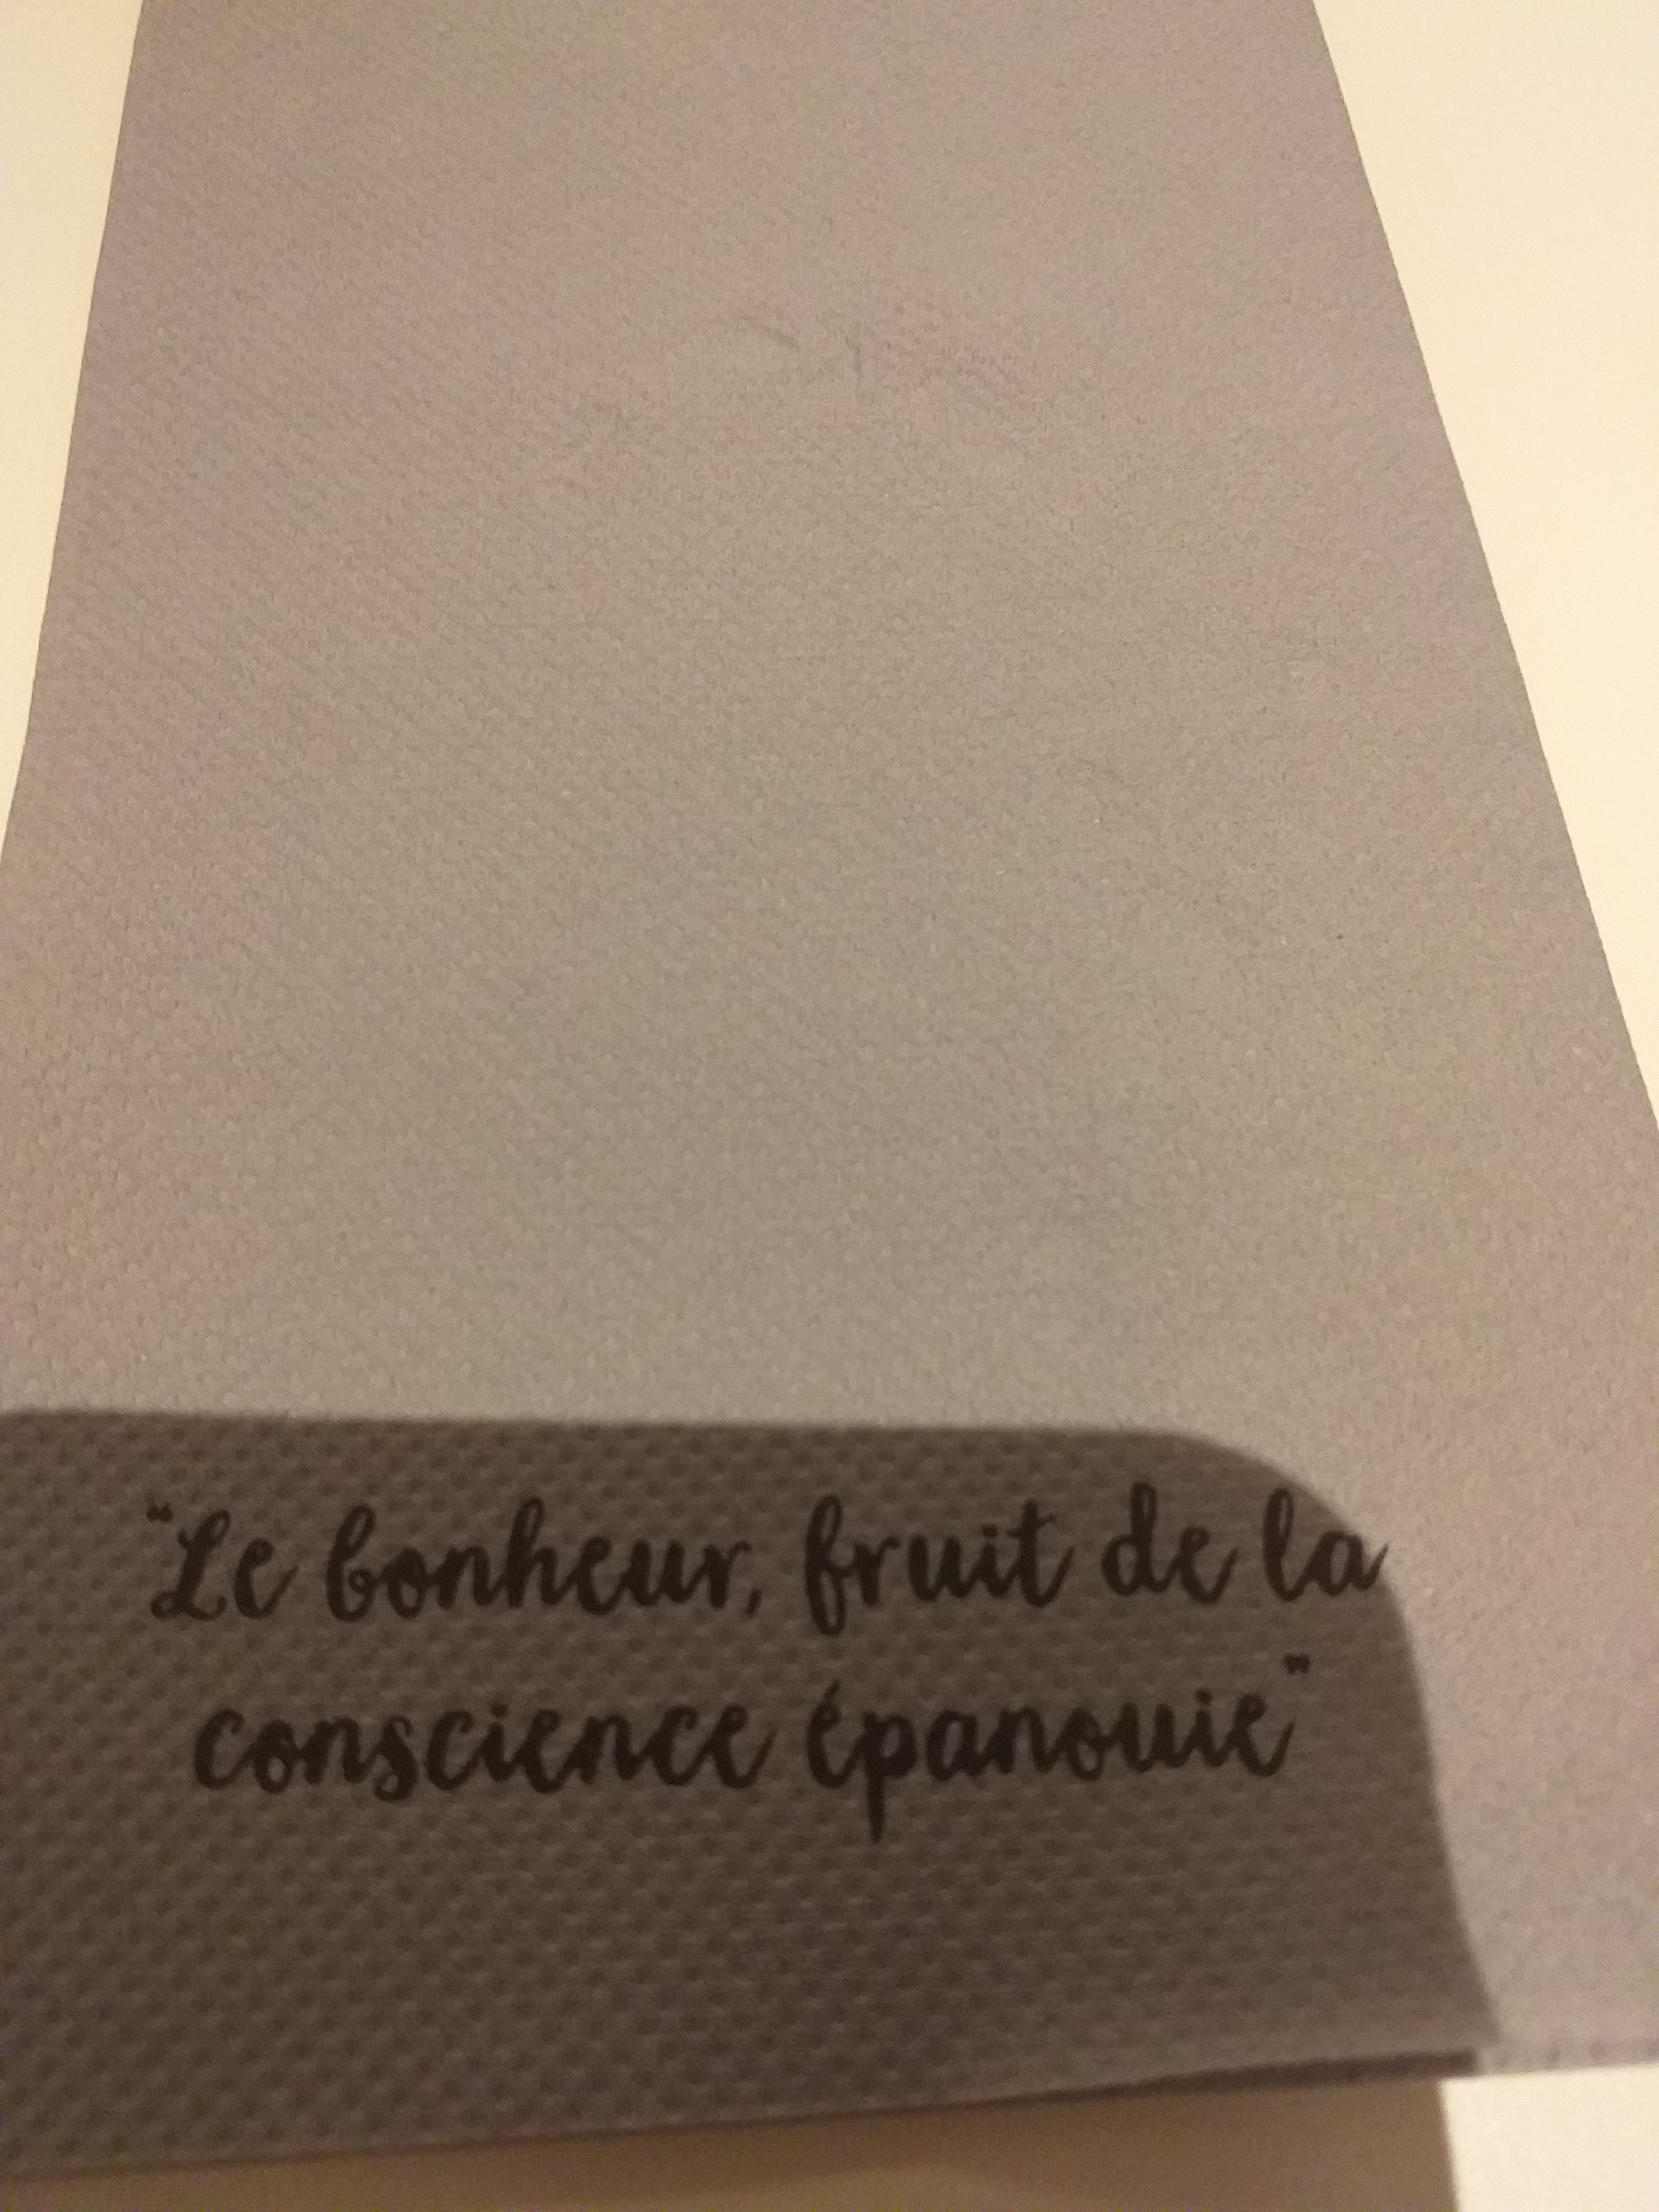 "Le bonheur, fruit de la
conscience épanouie"